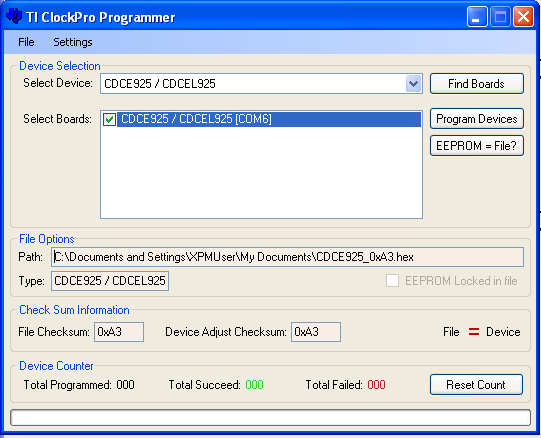 TI ClockPro Programmer
File Settings
Device Selection
Select Device: CDCE925 / CDCEL925 Find Boards
Select Boards: CDCE925 / CDCEL925 [COM6] Program Devices
EEPROM = File?
File Options
Path: C:\Documents and Settings\XPMUser\My Documents\CDCE925_0xA3.hex
Type: CDCE925 / CDCEL925 EEPROM Locked in file
Check Sum Information
File Checksum: 0xA3 Device Adjust Checksum: 0xA3 File = Device
Device Counter
Total Programmed: 000 Total Succeed: 000 Total Failed: 000 Reset Count